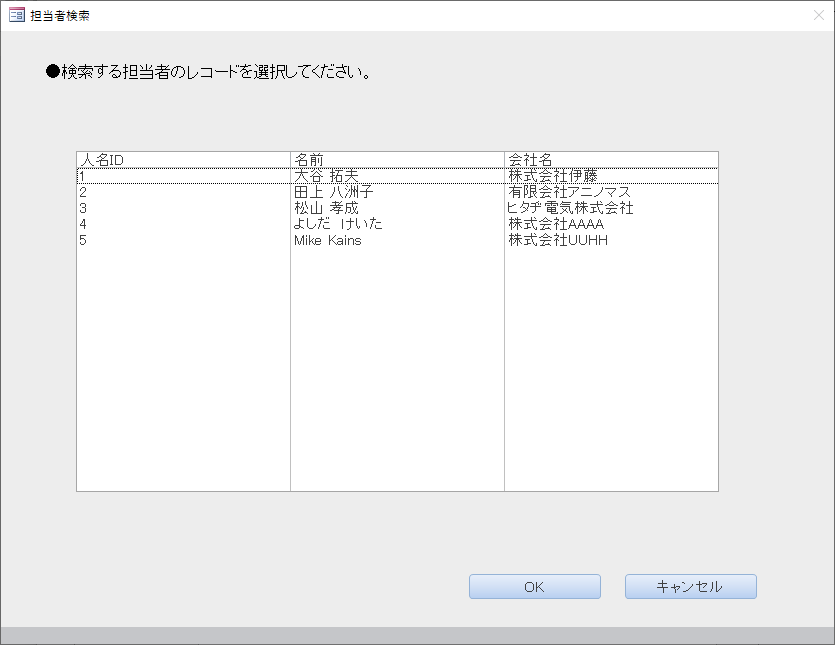 担当者検索
●検索する担当者のレコードを選択してください。
人名ID 名前 会社名
1 大谷 拓夫 株式会社伊藤
2 田上 八洲子 有限会社アニノマス
3 松山 孝成 ヒタヂ電気株式会社
4 よしだ けいた 株式会社AAAA
5 Mike Kains 株式会社UUHH
OK キャンセル